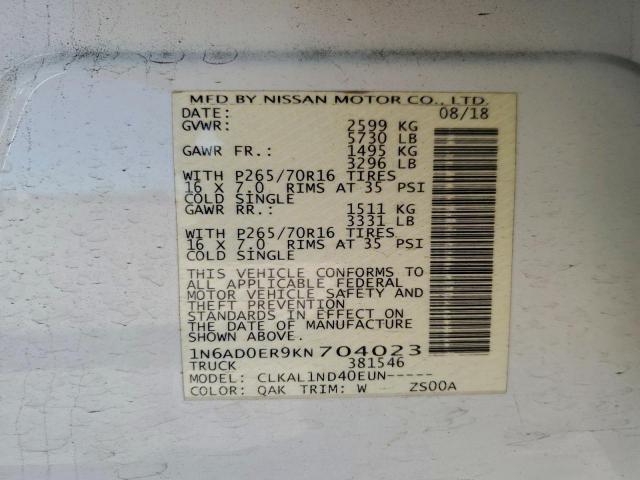 MFD BY NISSAN MOTOR CO., LTD.
DATE: 08/18
GVWR: 2599 KG
5730 LB
GAWR FR.: 1495 KG
3296 LB
WITH P265/70R16 TIRES
16 X 7.0 RIMS AT 35 PSI
COLD SINGLE
GAWR RR.: 1511 KG
3331 LB
WITH P265/70R16 TIRES
16 X 7.0 RIMS AT 35 PSI
COLD SINGLE
THIS VEHICLE CONFORMS TO
ALL APPLICABLE FEDERAL
MOTOR VEHICLE SAFETY AND
THEFT PREVENTION
STANDARDS IN EFFECT ON
THE DATE OF MANUFACTURE
SHOWN ABOVE.
1N6AD0ER9KN704023
TRUCK 381546
MODEL: CLKAL1ND40EUN-----
COLOR: QAK TRIM: W ZS00A